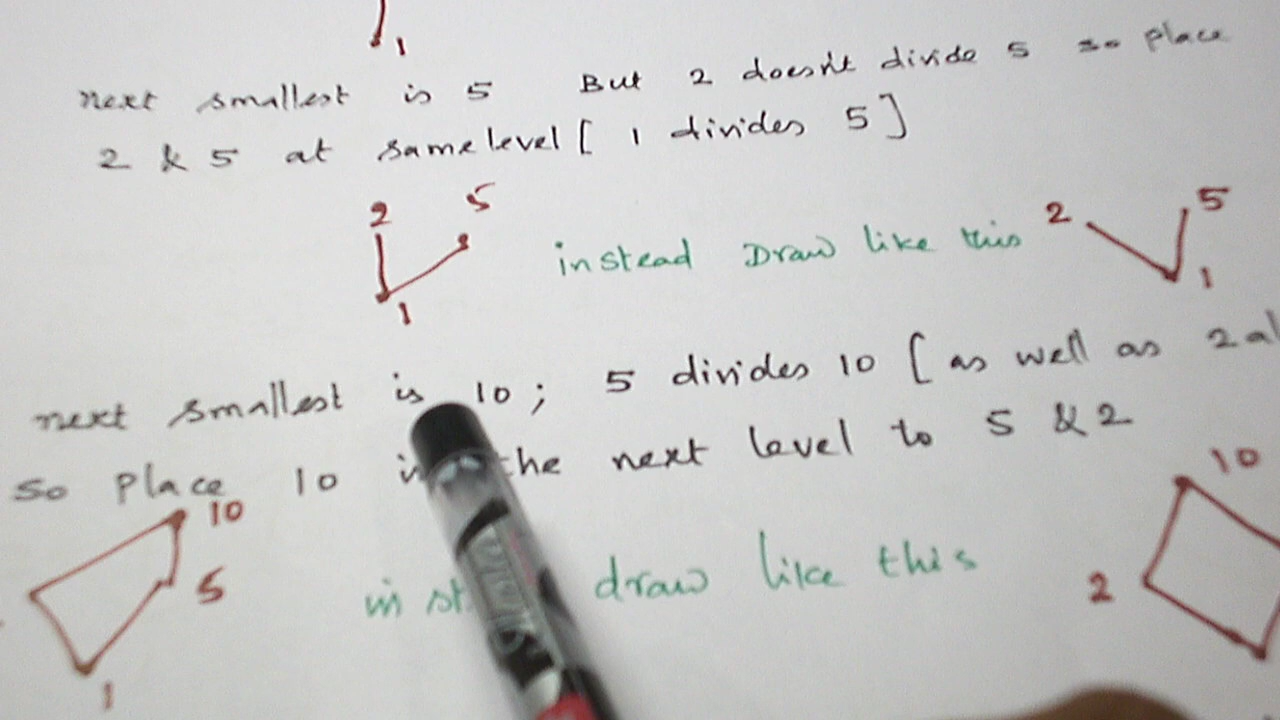 1
next smallest is 5 But 2 doesn't divide 5 so place
2 & 5 at same level [ 1 divides 5 ]
2 5
1
instead Draw like this
2 5
1
next smallest is 10 ; 5 divides 10 [ as well as 2 al
so place 10 the next level to 5 & 2
10
5
1
draw like this
10
2